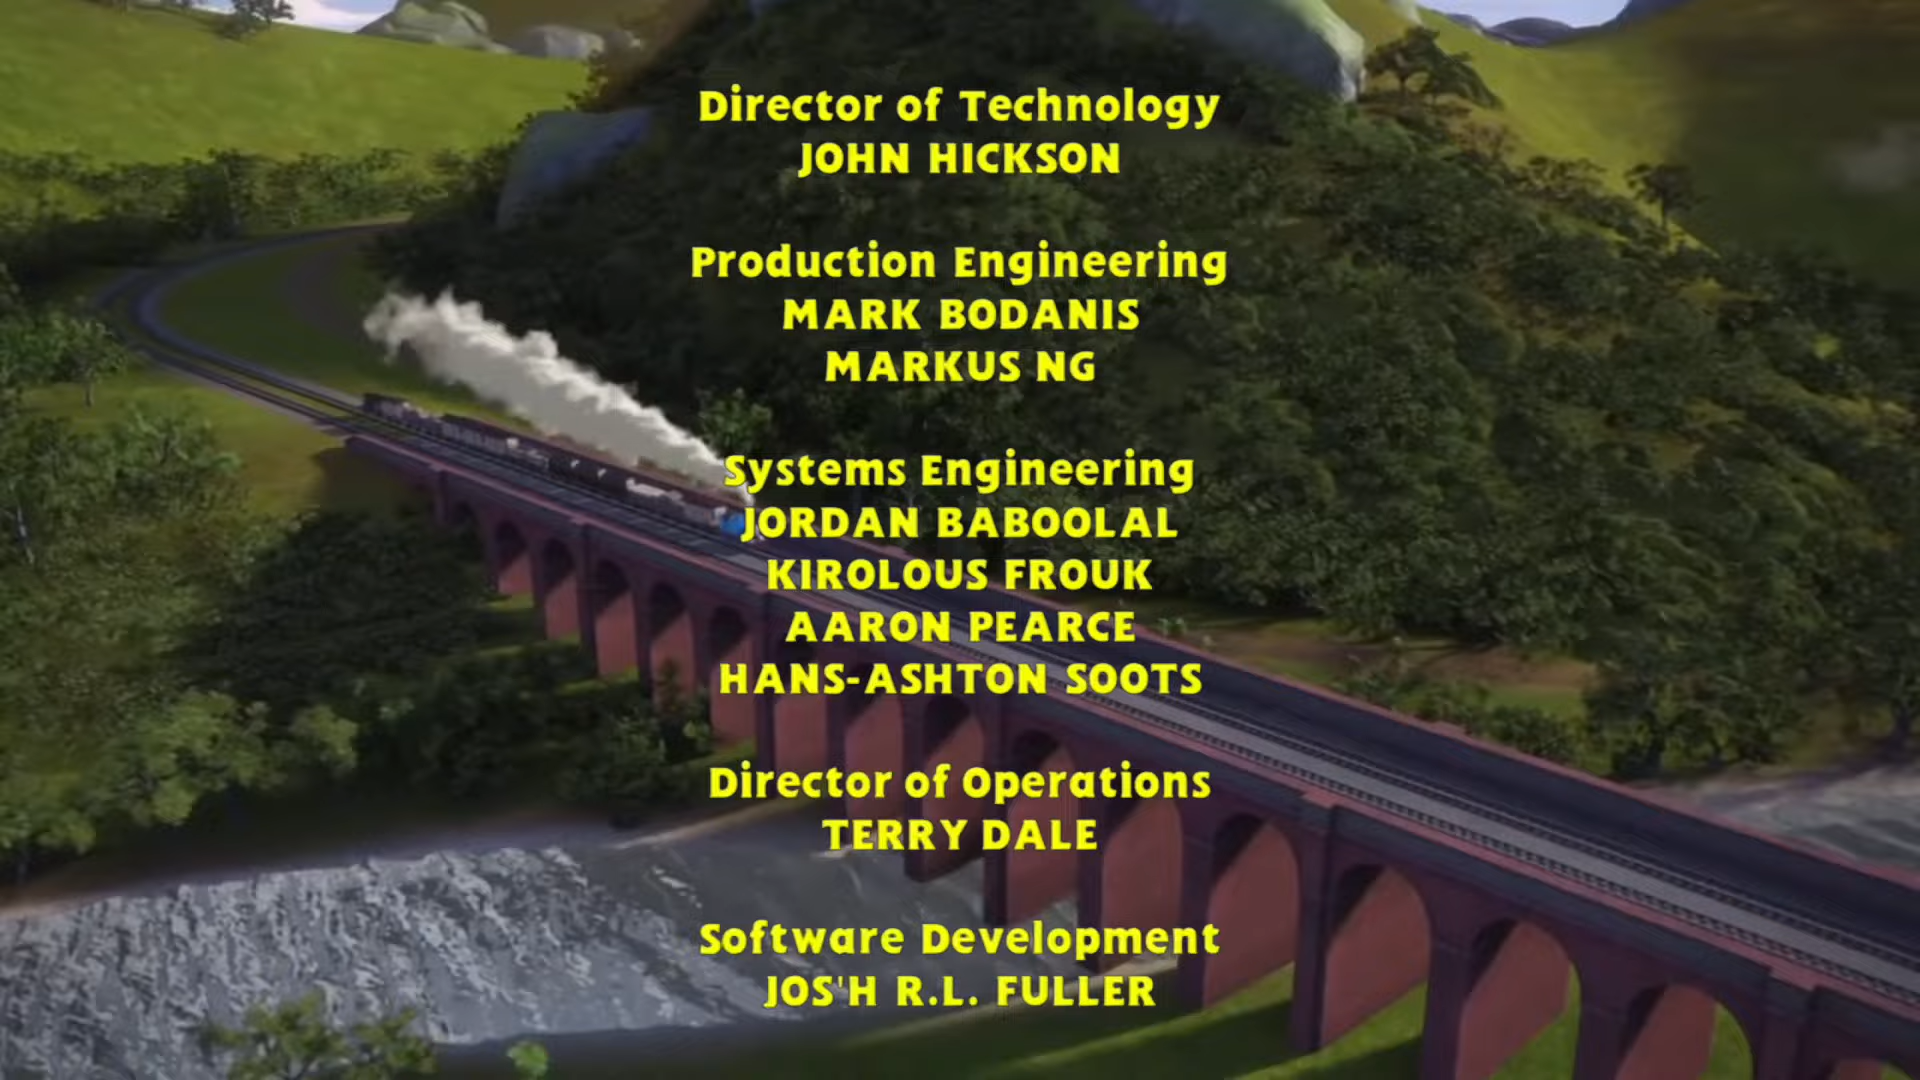 Director of Technology
JOHN HICKSON
Production Engineering
MARK BODANIS
MARKUS NG
Systems Engineering
JORDAN BABOOLAL
KIROLOUS FROUK
AARON PEARCE
HANS-ASHTON SOOTS
Director of Operations
TERRY DALE
Software Development
JOS'H R.L. FULLER